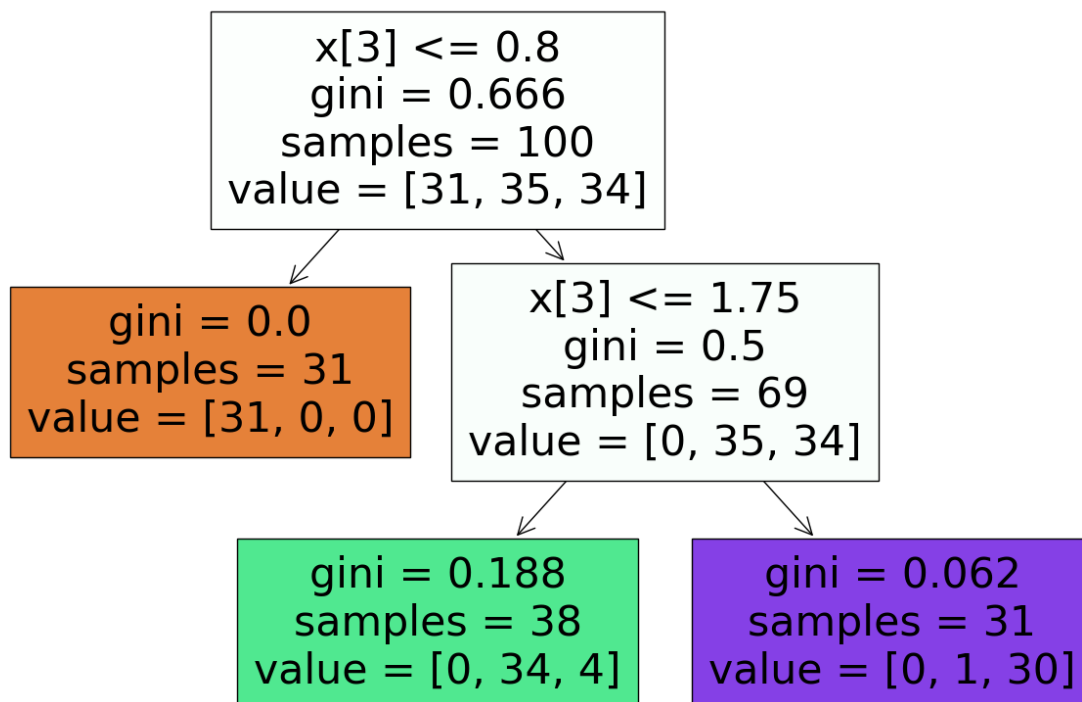 x[3] <= 0.8
gini = 0.666
samples = 100
value = [31, 35, 34]
gini = 0.0
samples = 31
value = [31, 0, 0]
x[3] <= 1.75
gini = 0.5
samples = 69
value = [0, 35, 34]
gini = 0.188
samples = 38
value = [0, 34, 4]
gini = 0.062
samples = 31
value = [0, 1, 30]